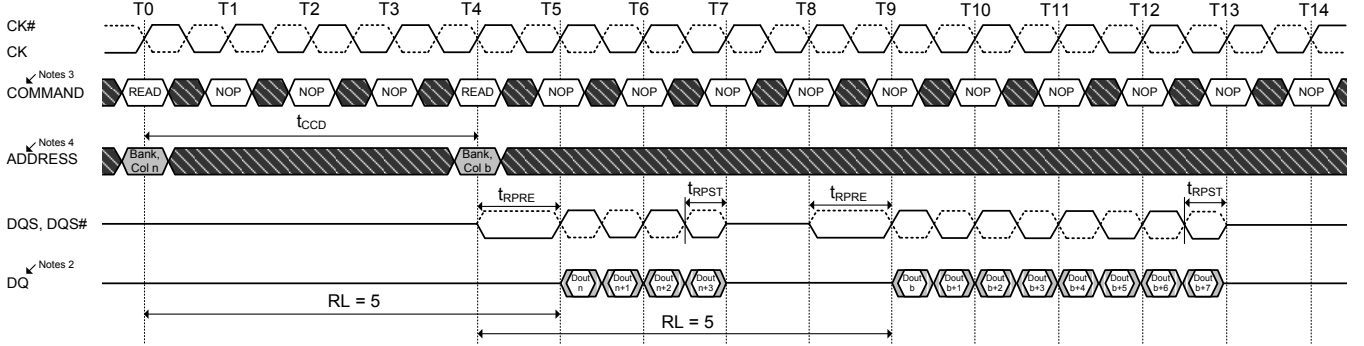 T0 T1 T2 T3 T4 T5 T6 T7 T8 T9 T10 T11 T12 T13 T14
CK#
CK
Notes 3
COMMAND READ NOP NOP NOP READ NOP NOP NOP NOP NOP NOP NOP NOP NOP NOP
tCCD
Notes 4
ADDRESS
Bank, Col n
Bank, Col b
tRPRE tRPST tRPRE tRPST
DQS, DQS#
Notes 2
DQ
Dout n
Dout n+1
Dout n+2
Dout n+3
Dout b
Dout b+1
Dout b+2
Dout b+3
Dout b+4
Dout b+5
Dout b+6
Dout b+7
RL = 5
RL = 5